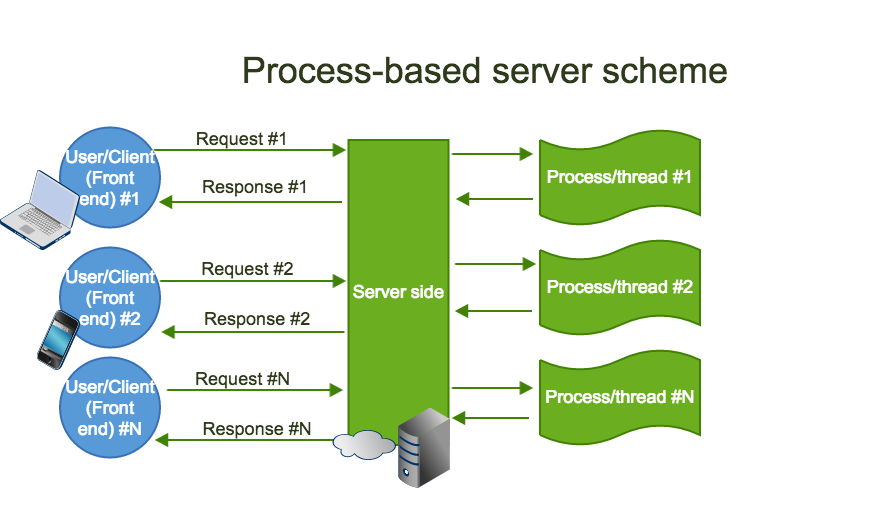 Process-based server scheme
User/Client
(Front
end) #1
Request #1
Response #1
Process/thread #1
User/Client
(Front
end) #2
Request #2
Response #2
Server side
Process/thread #2
User/Client
(Front
end) #N
Request #N
Response #N
Process/thread #N